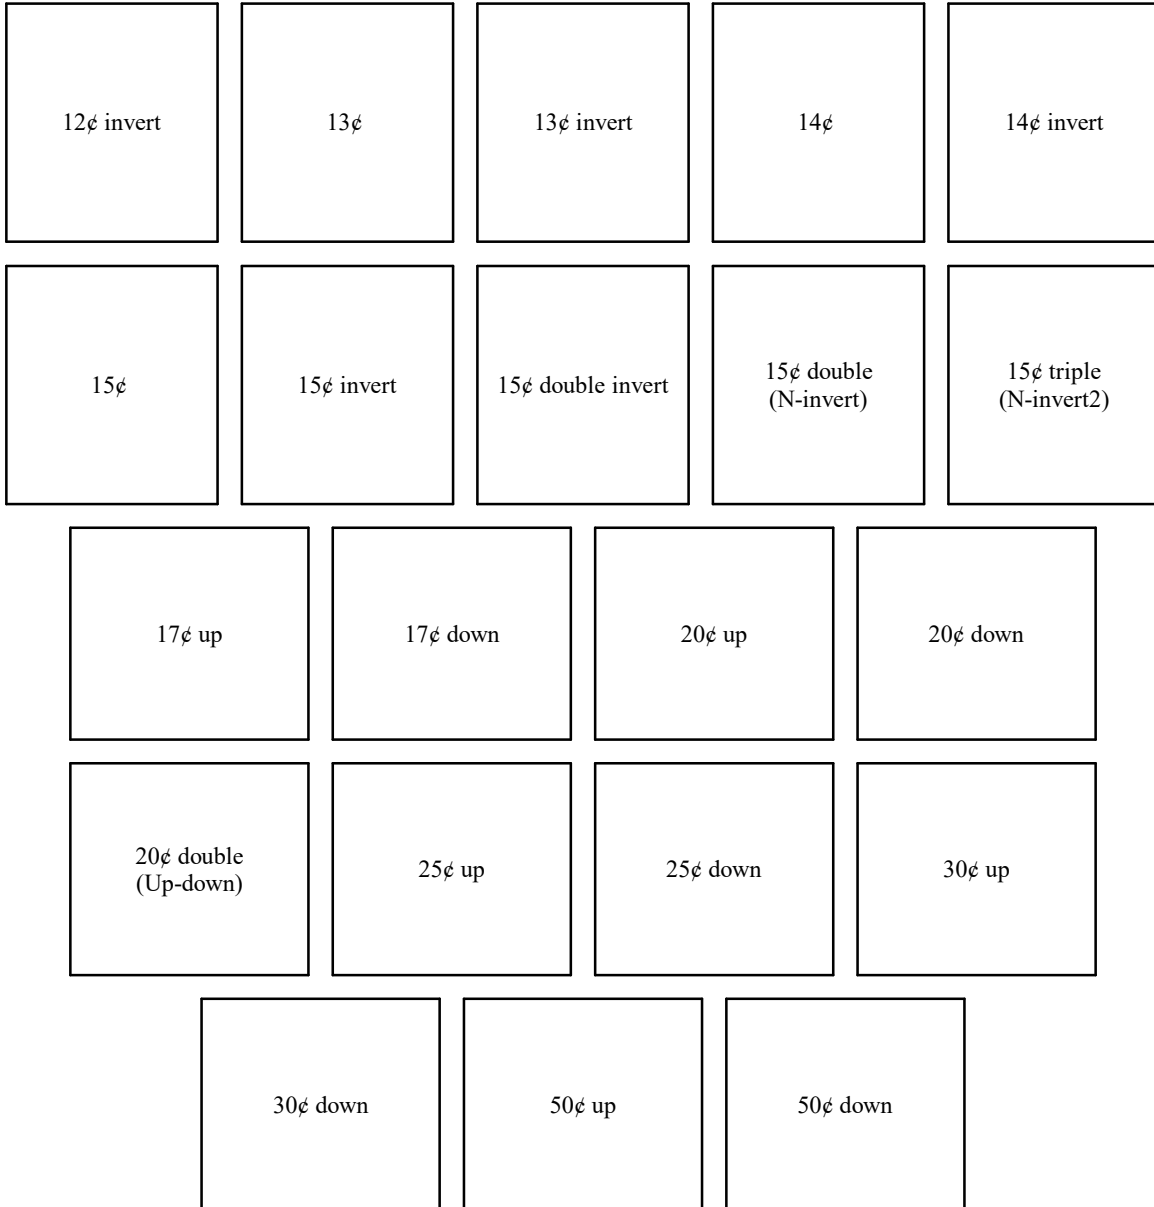 12¢ invert
13¢
13¢ invert
14¢
14¢ invert
15¢
15¢ invert
15¢ double invert
15¢ double
(N-invert)
15¢ triple
(N-invert2)
17¢ up
17¢ down
20¢ up
20¢ down
20¢ double
(Up-down)
25¢ up
25¢ down
30¢ up
30¢ down
50¢ up
50¢ down